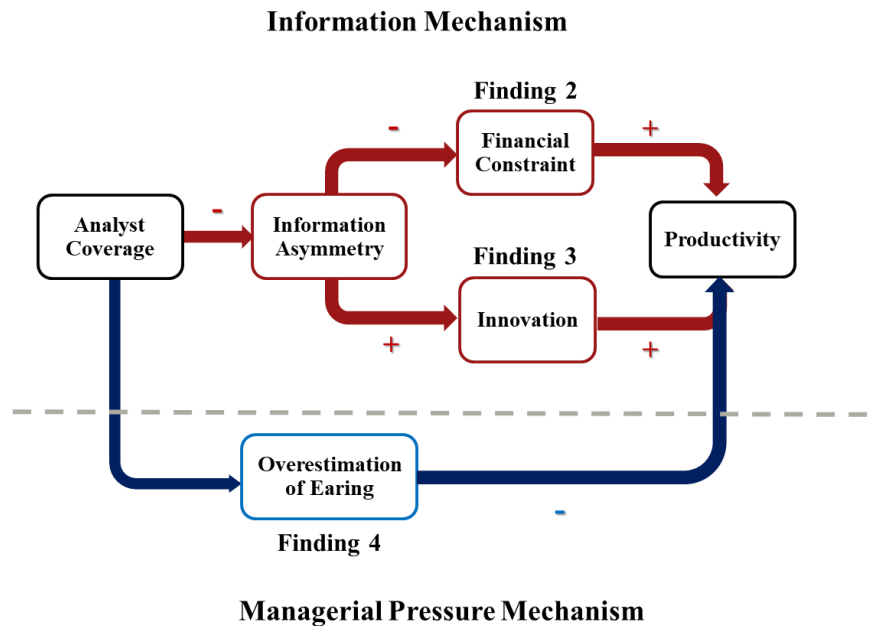 Information Mechanism
Finding 2
-
+
Financial
Constraint
Analyst
Coverage
-
Information
Asymmetry
Productivity
Finding 3
Innovation
+
+
Overestimation
of Earing
-
Finding 4
Managerial Pressure Mechanism